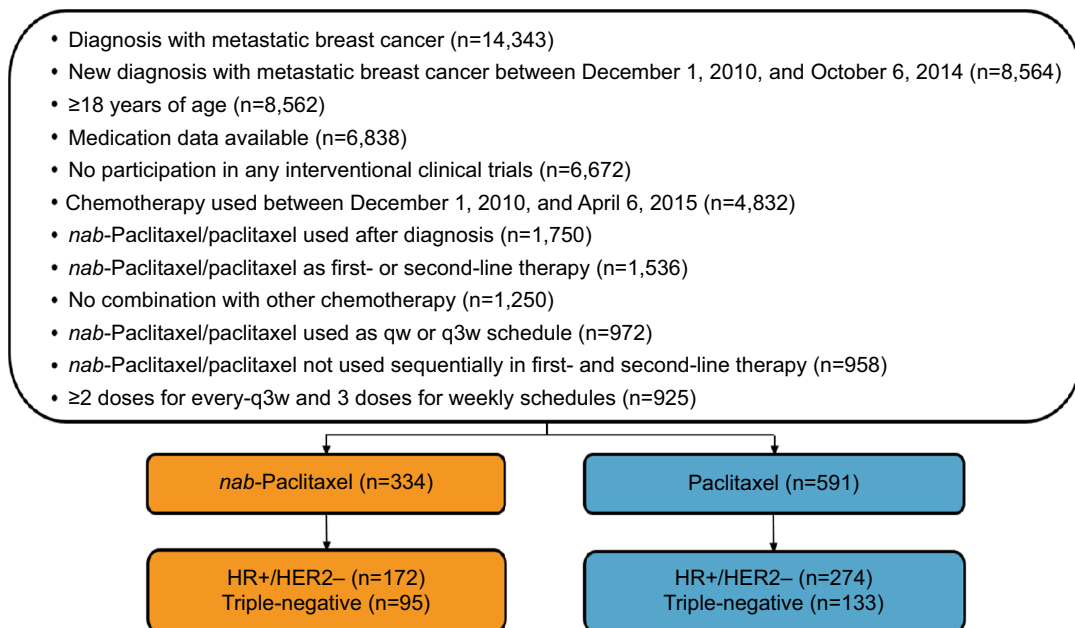 • Diagnosis with metastatic breast cancer (n=14,343)
• New diagnosis with metastatic breast cancer between December 1, 2010, and October 6, 2014 (n=8,564)
• ≥18 years of age (n=8,562)
• Medication data available (n=6,838)
• No participation in any interventional clinical trials (n=6,672)
• Chemotherapy used between December 1, 2010, and April 6, 2015 (n=4,832)
• nab-Paclitaxel/paclitaxel used after diagnosis (n=1,750)
• nab-Paclitaxel/paclitaxel as first- or second-line therapy (n=1,536)
• No combination with other chemotherapy (n=1,250)
• nab-Paclitaxel/paclitaxel used as qw or q3w schedule (n=972)
• nab-Paclitaxel/paclitaxel not used sequentially in first- and second-line therapy (n=958)
• ≥2 doses for every-q3w and 3 doses for weekly schedules (n=925)
nab-Paclitaxel (n=334)
Paclitaxel (n=591)
HR+/HER2– (n=172)
Triple-negative (n=95)
HR+/HER2– (n=274)
Triple-negative (n=133)